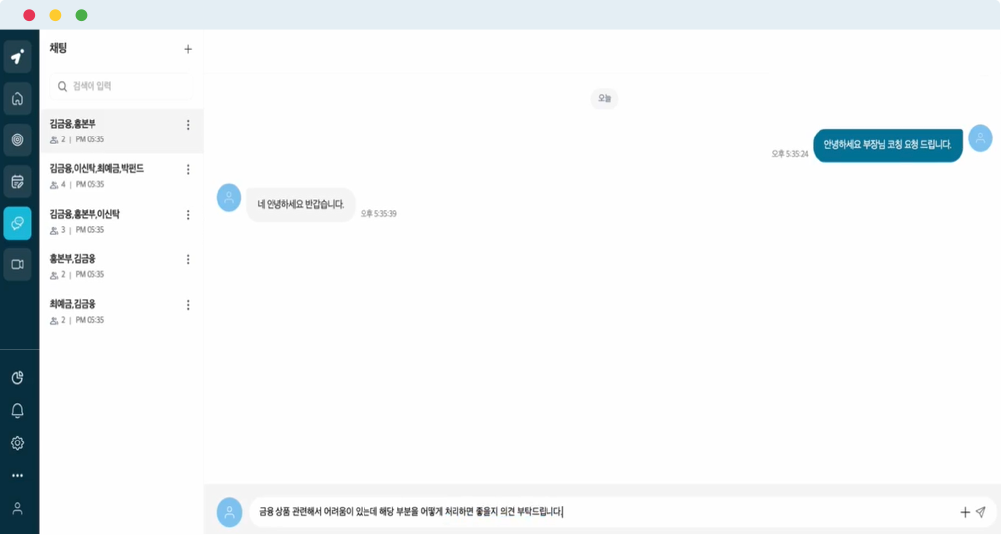 채팅
검색어 입력
김금융,홍본부
2 | PM 05:35
김금융,이신탁,최예금,박펀드
4 | PM 05:35
김금융,홍본부,이신탁
3 | PM 05:35
홍본부,김금융
2 | PM 05:35
최예금,김금융
2 | PM 05:35
오늘
안녕하세요 부장님 코칭 요청 드립니다.
오후 5:35:24
네 안녕하세요 반갑습니다.
오후 5:35:39
금융 상품 관련해서 어려움이 있는데 해당 부분을 어떻게 처리하면 좋을지 의견 부탁드립니다.